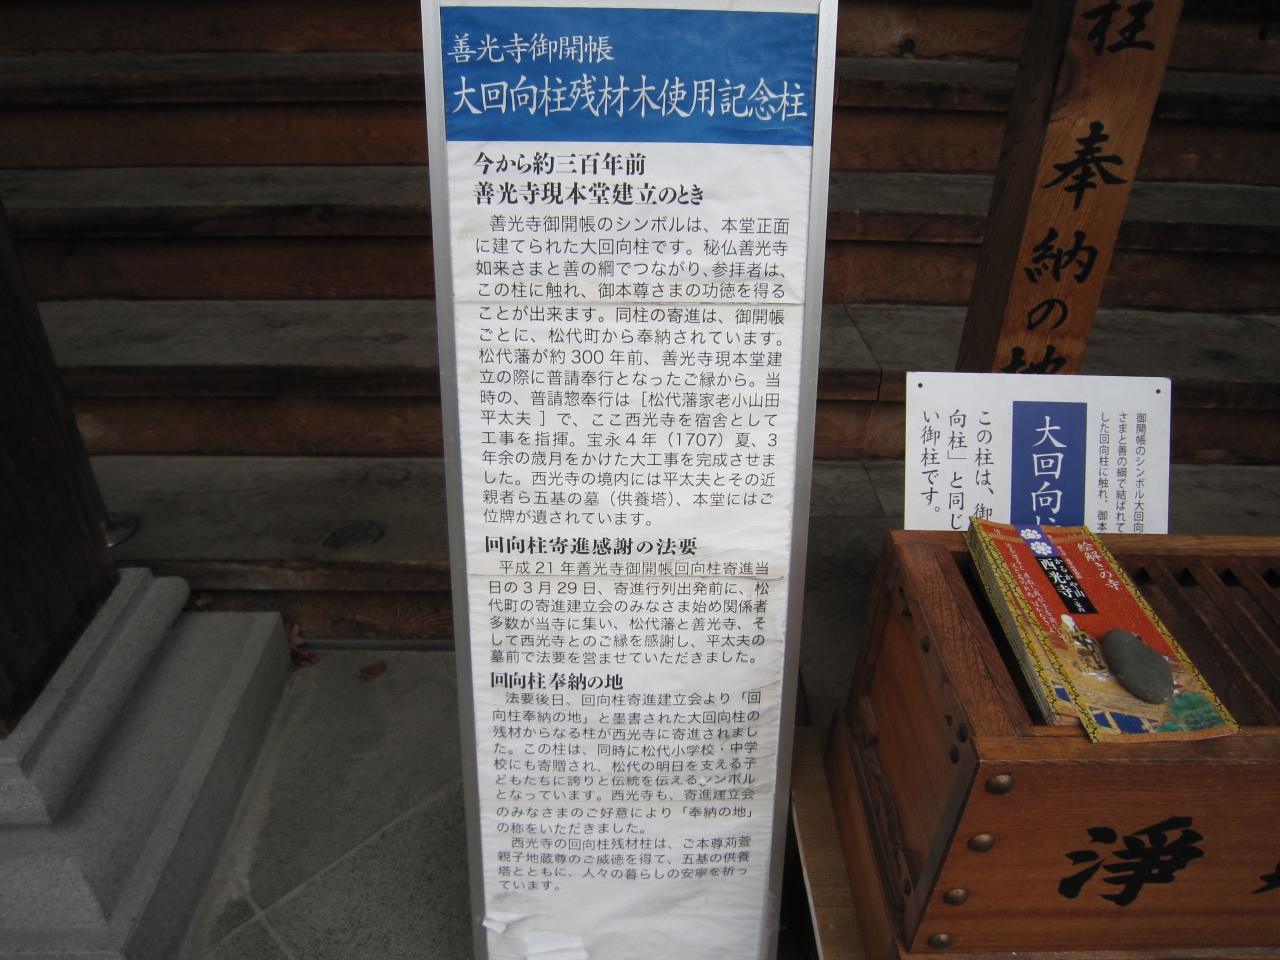 善光寺御開帳
大回向柱残材木使用記念柱
今から約三百年前
善光寺現本堂建立のとき
善光寺御開帳のシンボルは、本堂正面
に建てられた大回向柱です。秘仏善光寺
如来さまと善の綱でつながり、参拝者は、
この柱に触れ、御本尊さまの功徳を得る
ことが出来ます。同柱の寄進は、御開帳
ごとに、松代町から奉納されています。
松代藩が約300年前、善光寺現本堂建
立の際に普請奉行となったご縁から。当
時の、普請惣奉行は［松代藩家老小山田
平太夫］で、ここ西光寺を宿舎として
工事を指揮。宝永4年（1707）夏、3
年余の歳月をかけた大工事を完成させま
した。西光寺の境内には平太夫とその近
親者ら五基の墓（供養塔）、本堂にはご
位牌が遺されています。
回向柱寄進感謝の法要
平成21年善光寺御開帳回向柱寄進当
日の3月29日、寄進行列出発前に、松
代町の寄進建立会のみなさま始め関係者
多数が当寺に集い、松代藩と善光寺、そ
して西光寺とのご縁を感謝し、平太夫の
墓前で法要を営ませていただきました。
回向柱奉納の地
法要後日、回向柱寄進建立会より「回
向柱奉納の地」と墨書された大回向柱の
残材からなる柱が西光寺に寄進されまし
た。この柱は、同時に松代小学校・中学
校にも寄贈され、松代の明日を支える子
どもたちに誇りと伝統を伝えるシンボル
となっています。西光寺も、寄進建立会
のみなさまのご好意により「奉納の地」
の称をいただきました。
西光寺の回向柱残材柱は、ご本尊苅萱
親子地蔵尊のご威徳を得て、五基の供養
塔とともに、人々の暮らしの安寧を祈っ
ています。
柱奉納の地
御開帳のシンボル大回向
さまと善の綱で結ばれて
した回向柱に触れ、御本
大回向柱
この柱は、御
向柱」と同じ
い御柱です。
絵解きの寺
かるかや山
西光寺
ご案内
淨